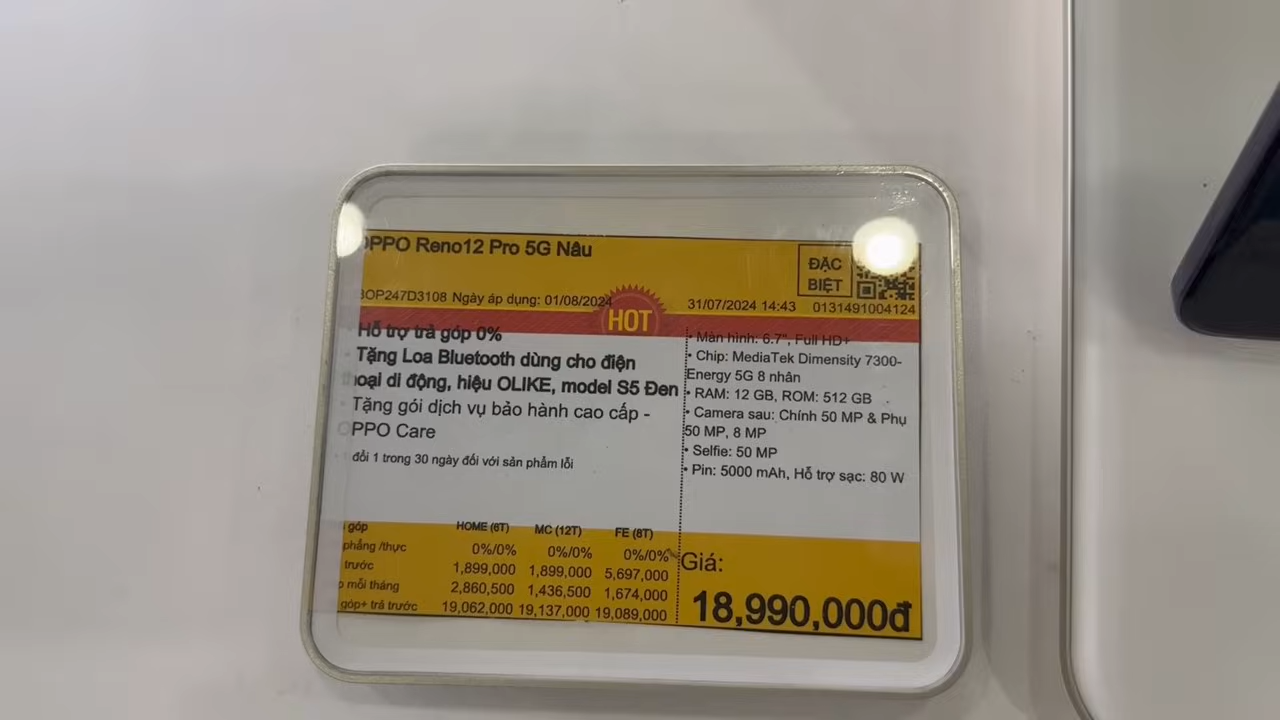 OPPO Reno12 Pro 5G Nâu
ĐẶC
BIỆT
BOP247D3108 Ngày áp dụng: 01/08/2024
31/07/2024 14:43
0131491004124
HOT
Hỗ trợ trả góp 0%
Tặng Loa Bluetooth dùng cho điện
thoại di động, hiệu OLIKE, model S5 Đen
Tặng gói dịch vụ bảo hành cao cấp -
OPPO Care
1 đổi 1 trong 30 ngày đối với sản phẩm lỗi
• Màn hình: 6.7", Full HD+
• Chip: MediaTek Dimensity 7300-
Energy 5G 8 nhân
• RAM: 12 GB, ROM: 512 GB
• Camera sau: Chính 50 MP & Phụ
50 MP, 8 MP
• Selfie: 50 MP
• Pin: 5000 mAh, Hỗ trợ sạc: 80 W
góp HOME (6T) MC (12T) FE (8T)
phẳng /thực 0%/0% 0%/0% 0%/0%
trước 1,899,000 1,899,000 5,697,000
mỗi tháng 2,860,500 1,436,500 1,674,000
góp+ trả trước 19,062,000 19,137,000 19,089,000
Giá:
18,990,000đ